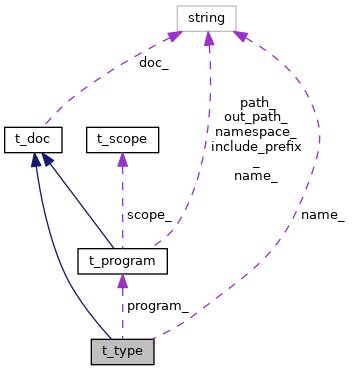 string
doc_
path_
out_path_
namespace_
include_prefix
_
name_
t_doc
t_scope
scope_
name_
t_program
program_
t_type